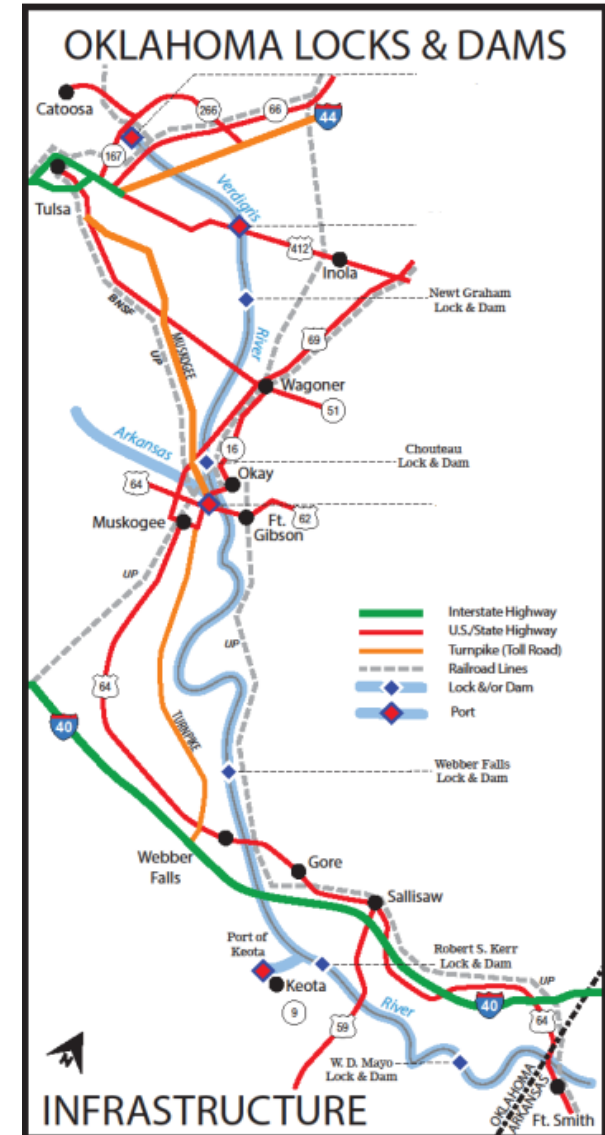 OKLAHOMA LOCKS & DAMS
Catoosa
266
66
44
167
Tulsa
Verdigris
412
Inola
Newt Graham
Lock & Dam
BNSF
UP
MUSKOGEE
River
69
Wagoner
51
Arkansas
16
Chouteau
Lock & Dam
64
Okay
Muskogee
Ft.
Gibson
62
UP
UP
Interstate Highway
U.S./State Highway
Turnpike (Toll Road)
Railroad Lines
Lock &/or Dam
Port
64
40
TURNPIKE
Webber Falls
Lock & Dam
Webber
Falls
Gore
Sallisaw
Port of
Keota
Robert S. Kerr
Lock & Dam
Keota
UP
9
River
40
59
64
W. D. Mayo
Lock & Dam
N
OKLAHOMA
ARKANSAS
Ft. Smith
INFRASTRUCTURE